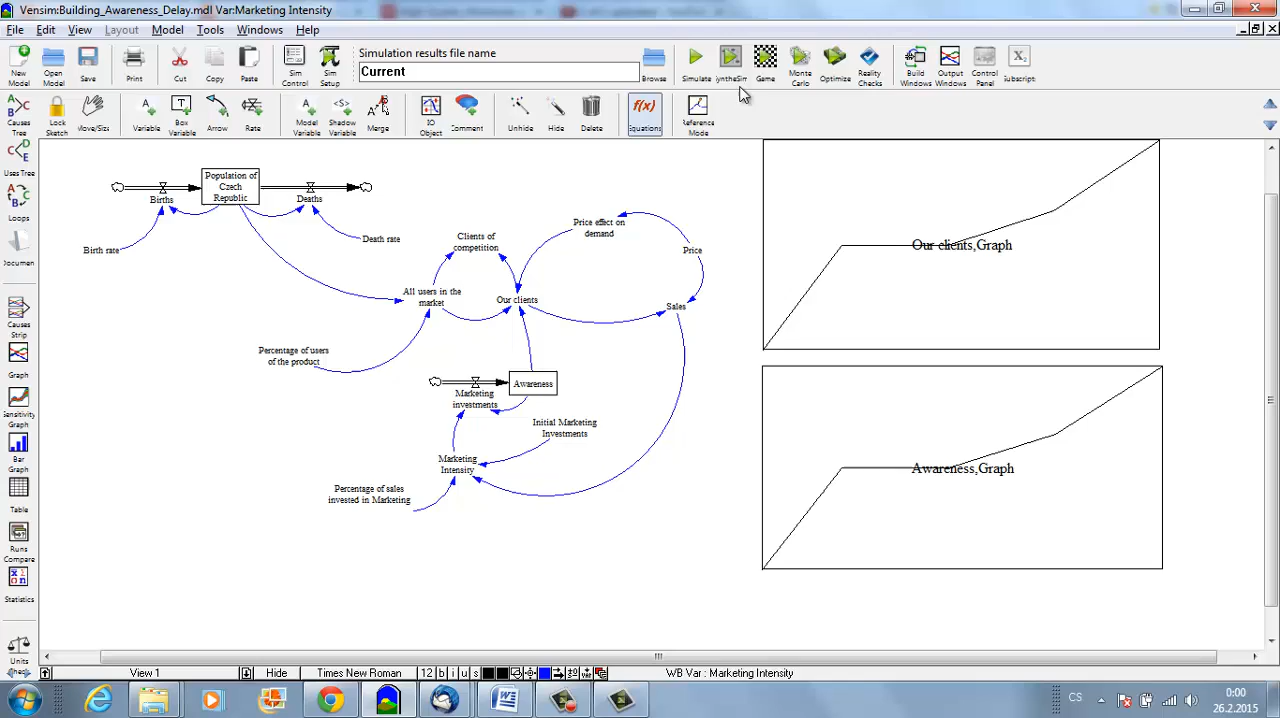 Vensim:Building_Awareness_Delay.mdl Var:Marketing Intensity
File Edit View Layout Model Tools Windows Help
New Model
Open Model
Save
Print
Cut
Copy
Paste
Sim Control
Sim Setup
Simulation results file name
Current
Browse
Simulate
yntheSim
Game
Monte Carlo
Optimize
Reality Checks
Build Windows
Output Windows
Control Panel
Subscript
Causes Tree
Lock Sketch
Move/Size
Variable
Box Variable
Arrow
Rate
Model Variable
Shadow Variable
Merge
IO Object
Comment
Unhide
Hide
Delete
f(x)
Equations
Reference Mode
Uses Tree
Loops
Documen
Causes Strip
Graph
Sensitivity Graph
Bar Graph
Table
Runs Compare
Statistics
Units
Population of Czech Republic
Births
Deaths
Birth rate
Death rate
Clients of competition
Price effect on demand
Price
All users in the market
Our clients
Sales
Percentage of users of the product
Awareness
Marketing investments
Initial Marketing Investments
Marketing Intensity
Percentage of sales invested in Marketing
Our clients,Graph
Awareness,Graph
View 1
Hide
Times New Roman
12 b i u s
WB Var : Marketing Intensity
CS
0:00
26.2.2015